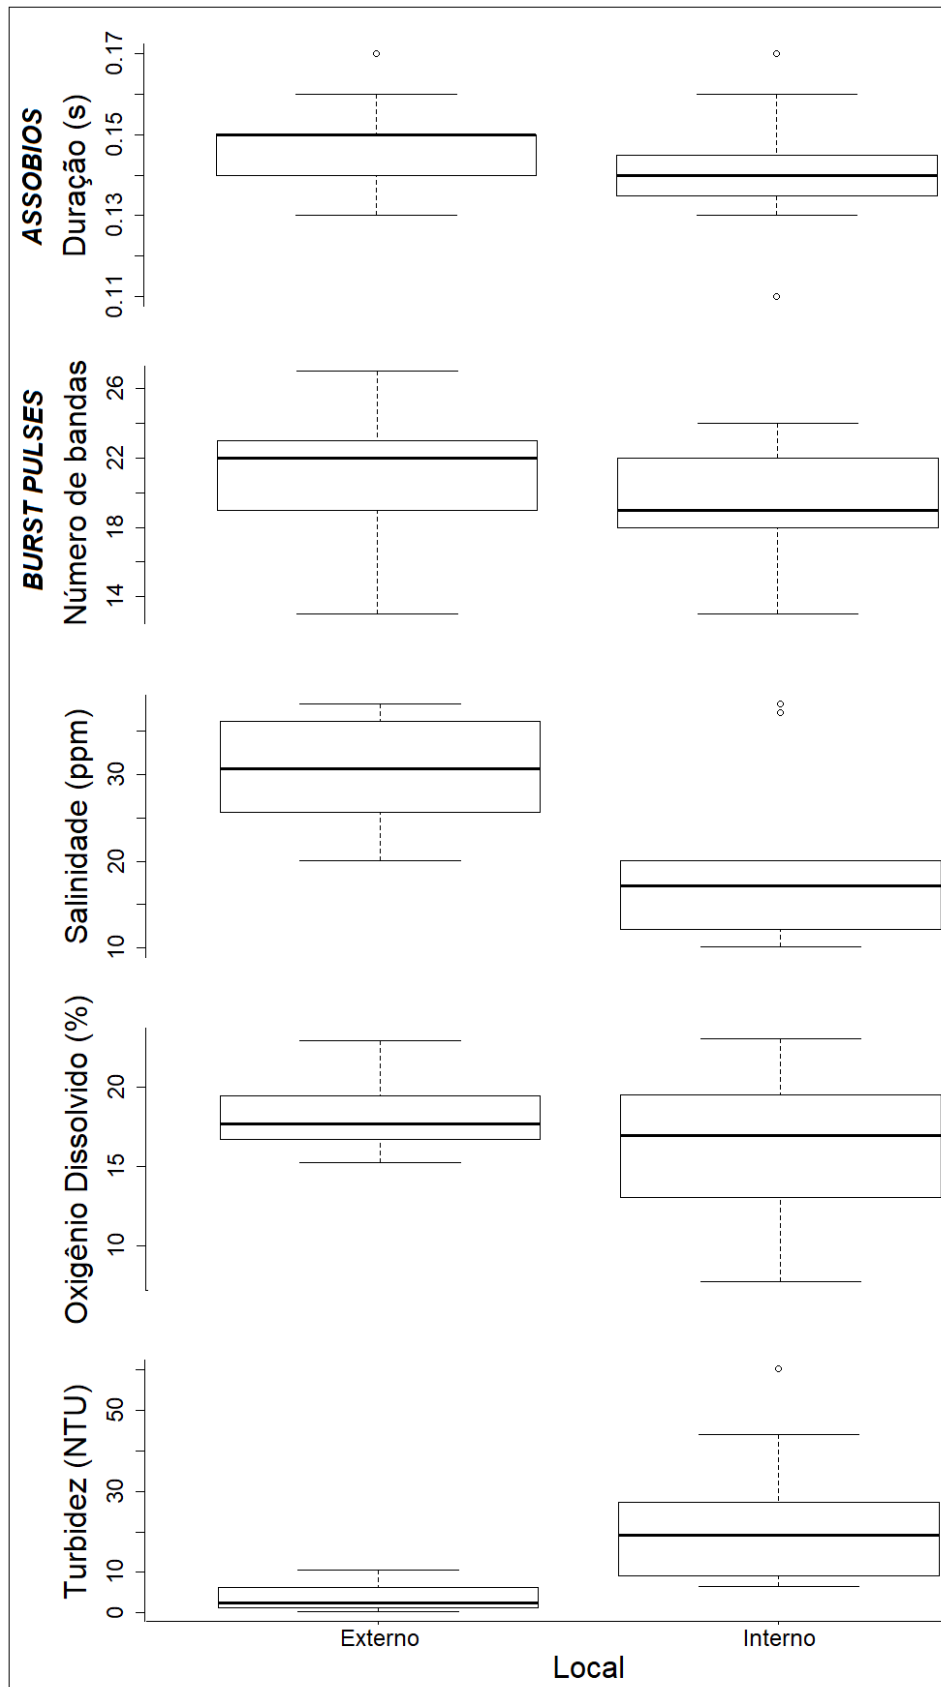 ASSOBIOS
Duração (s)
0.17
0.15
0.13
0.11
BURST PULSES
Número de bandas
26
22
18
14
Salinidade (ppm)
30
20
10
Oxigênio Dissolvido (%)
20
15
10
Turbidez (NTU)
50
30
10
0
Externo
Interno
Local